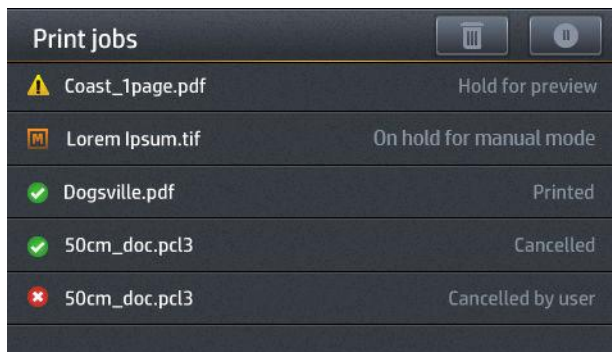 Print jobs
Coast_1page.pdf Hold for preview
M Lorem Ipsum.tif On hold for manual mode
Dogsville.pdf Printed
50cm_doc.pcl3 Cancelled
50cm_doc.pcl3 Cancelled by user